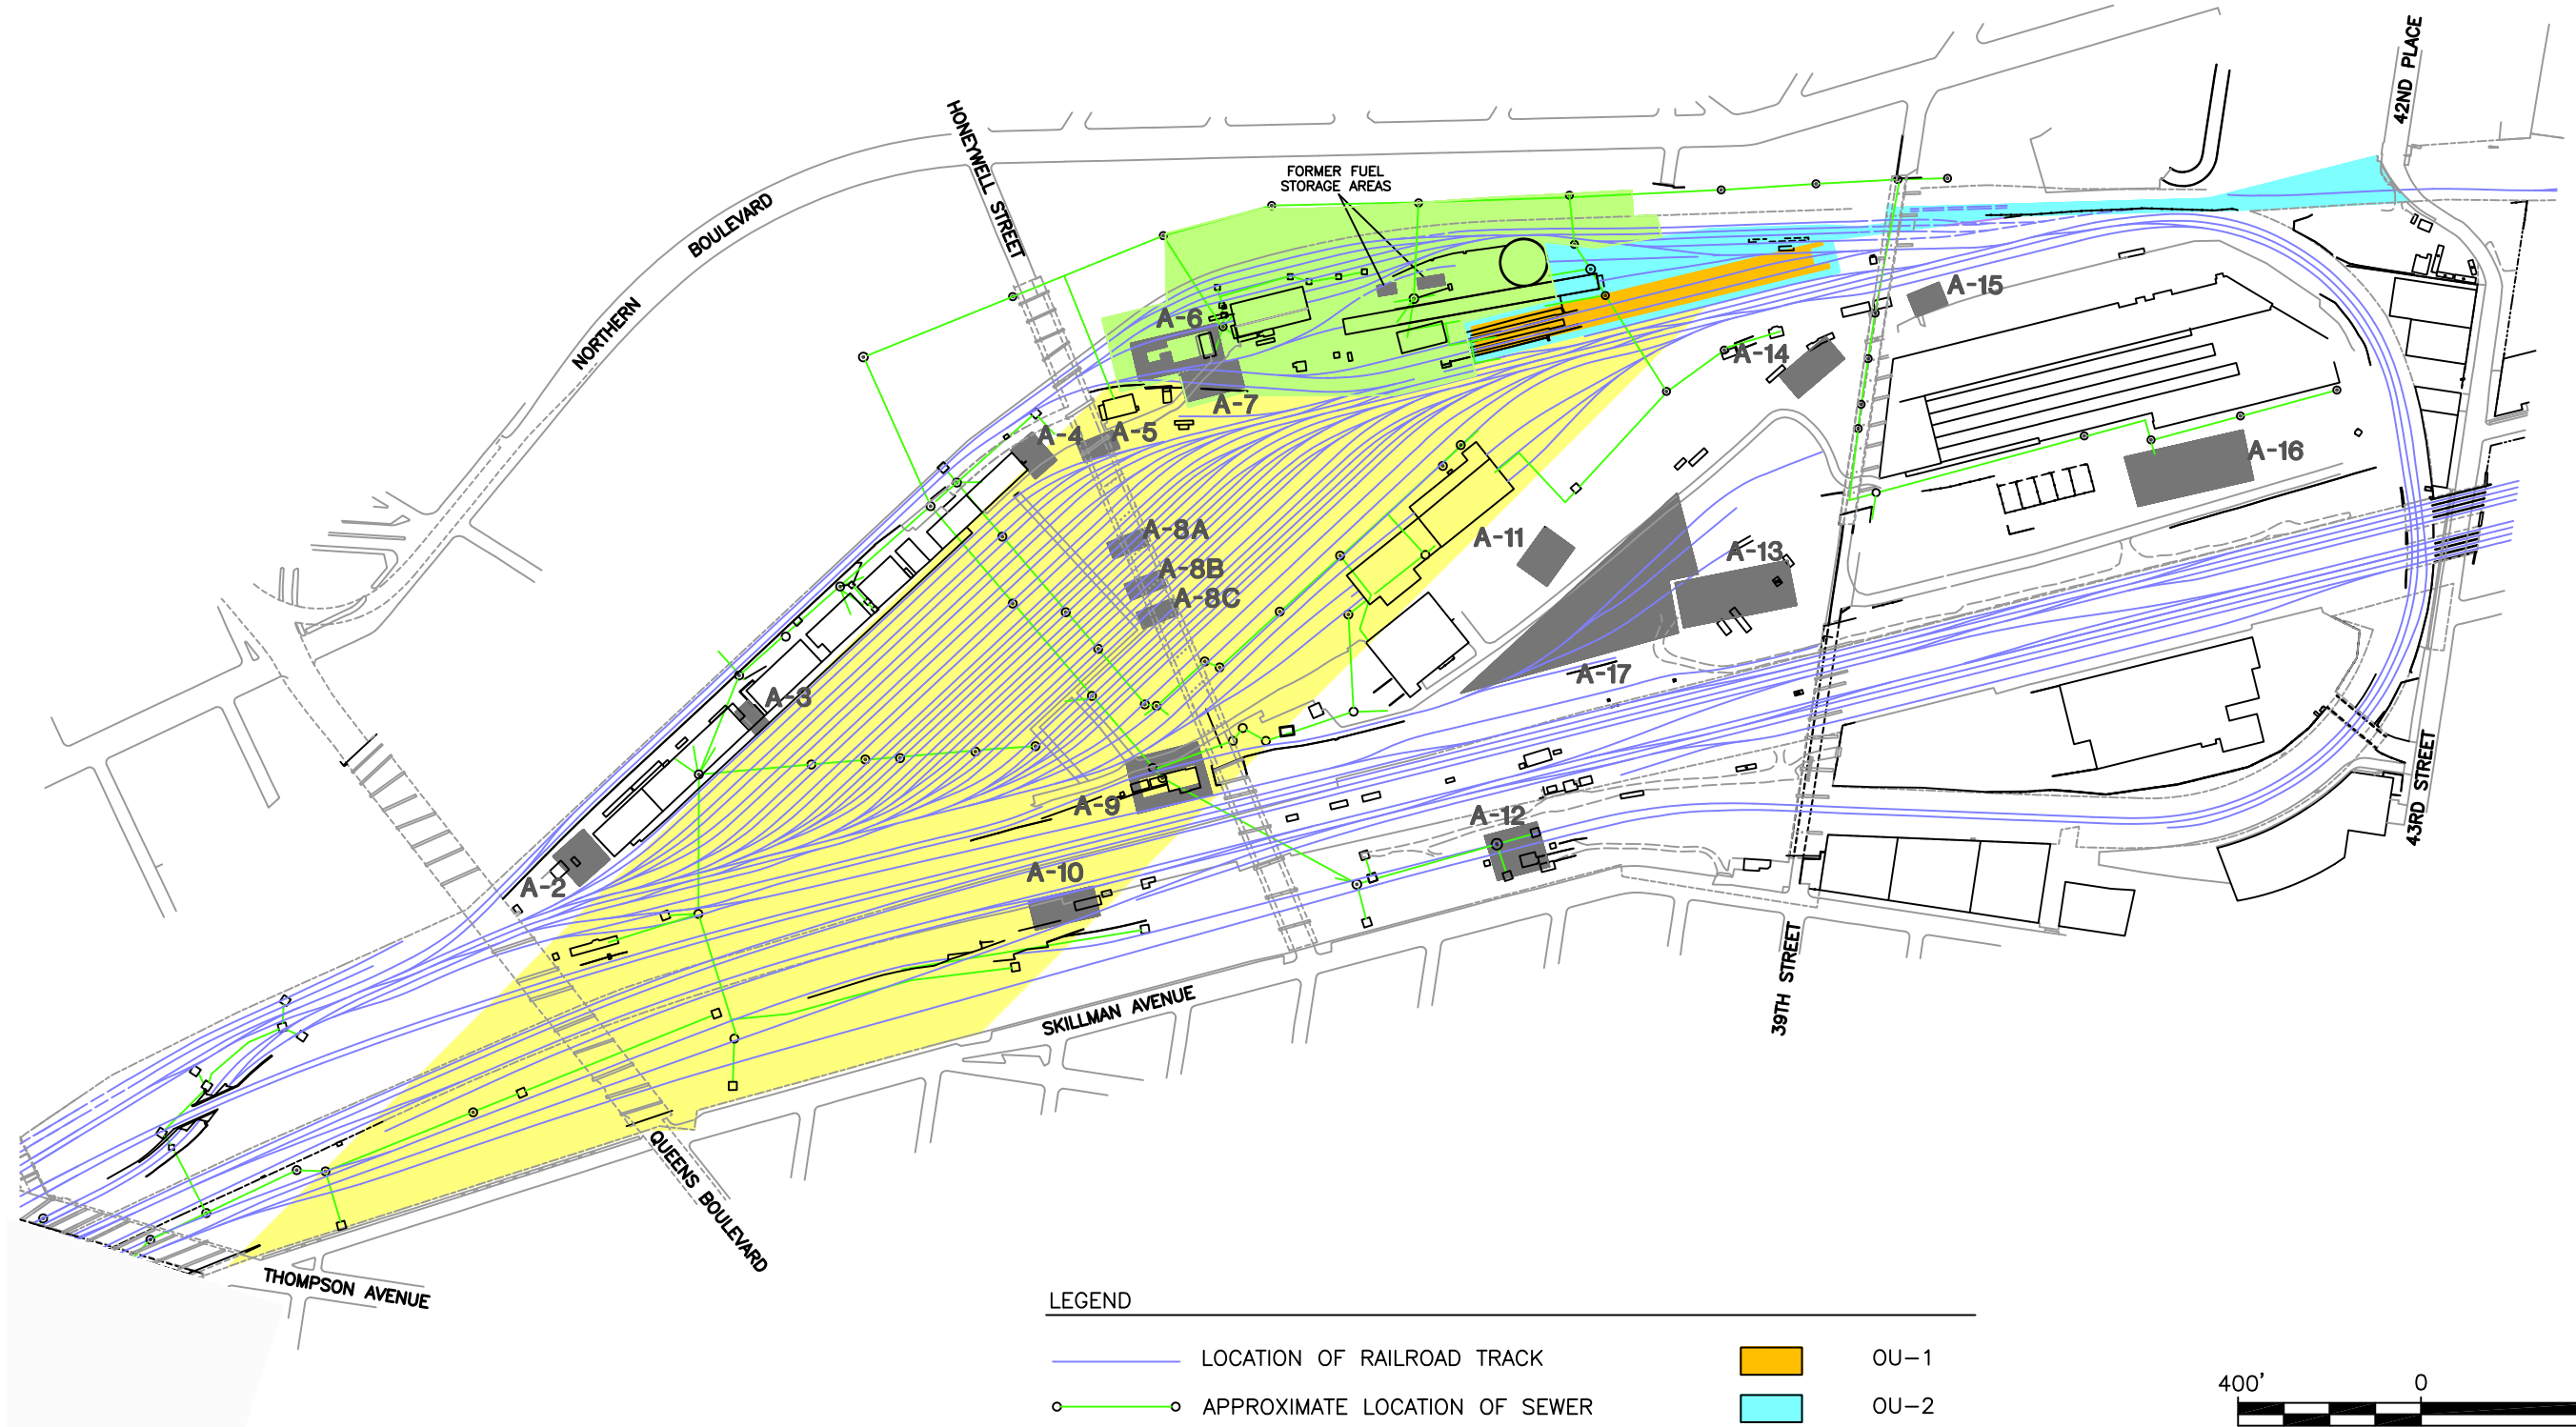 42ND PLACE
HONEYWELL STREET
FORMER FUEL
STORAGE AREAS
NORTHERN BOULEVARD
A-15
A-6
A-14
A-7
A-4
A-5
A-16
A-8A
A-11
A-13
A-8B
A-8C
A-17
A-3
A-9
A-12
43RD STREET
A-10
A-2
39TH STREET
SKILLMAN AVENUE
QUEENS BOULEVARD
THOMPSON AVENUE
LEGEND
LOCATION OF RAILROAD TRACK
OU-1
400' 0
APPROXIMATE LOCATION OF SEWER
OU-2